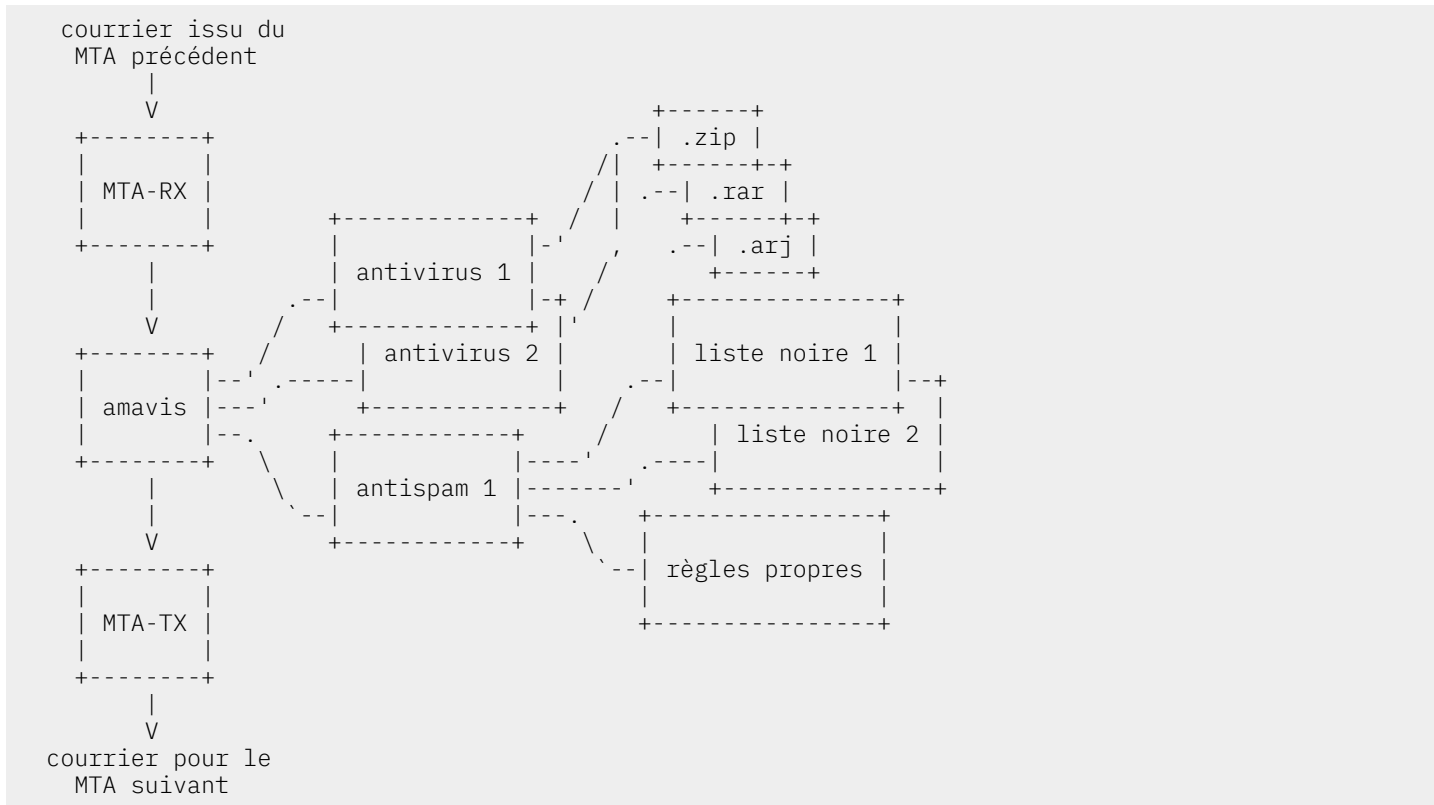 courrier issu du
MTA précédent
V
.zip
MTA-RX
.rar
.arj
antivirus 1
V
antivirus 2
liste noire 1
amavis
liste noire 2
antispam 1
V
règles propres
MTA-TX
V
courrier pour le
MTA suivant